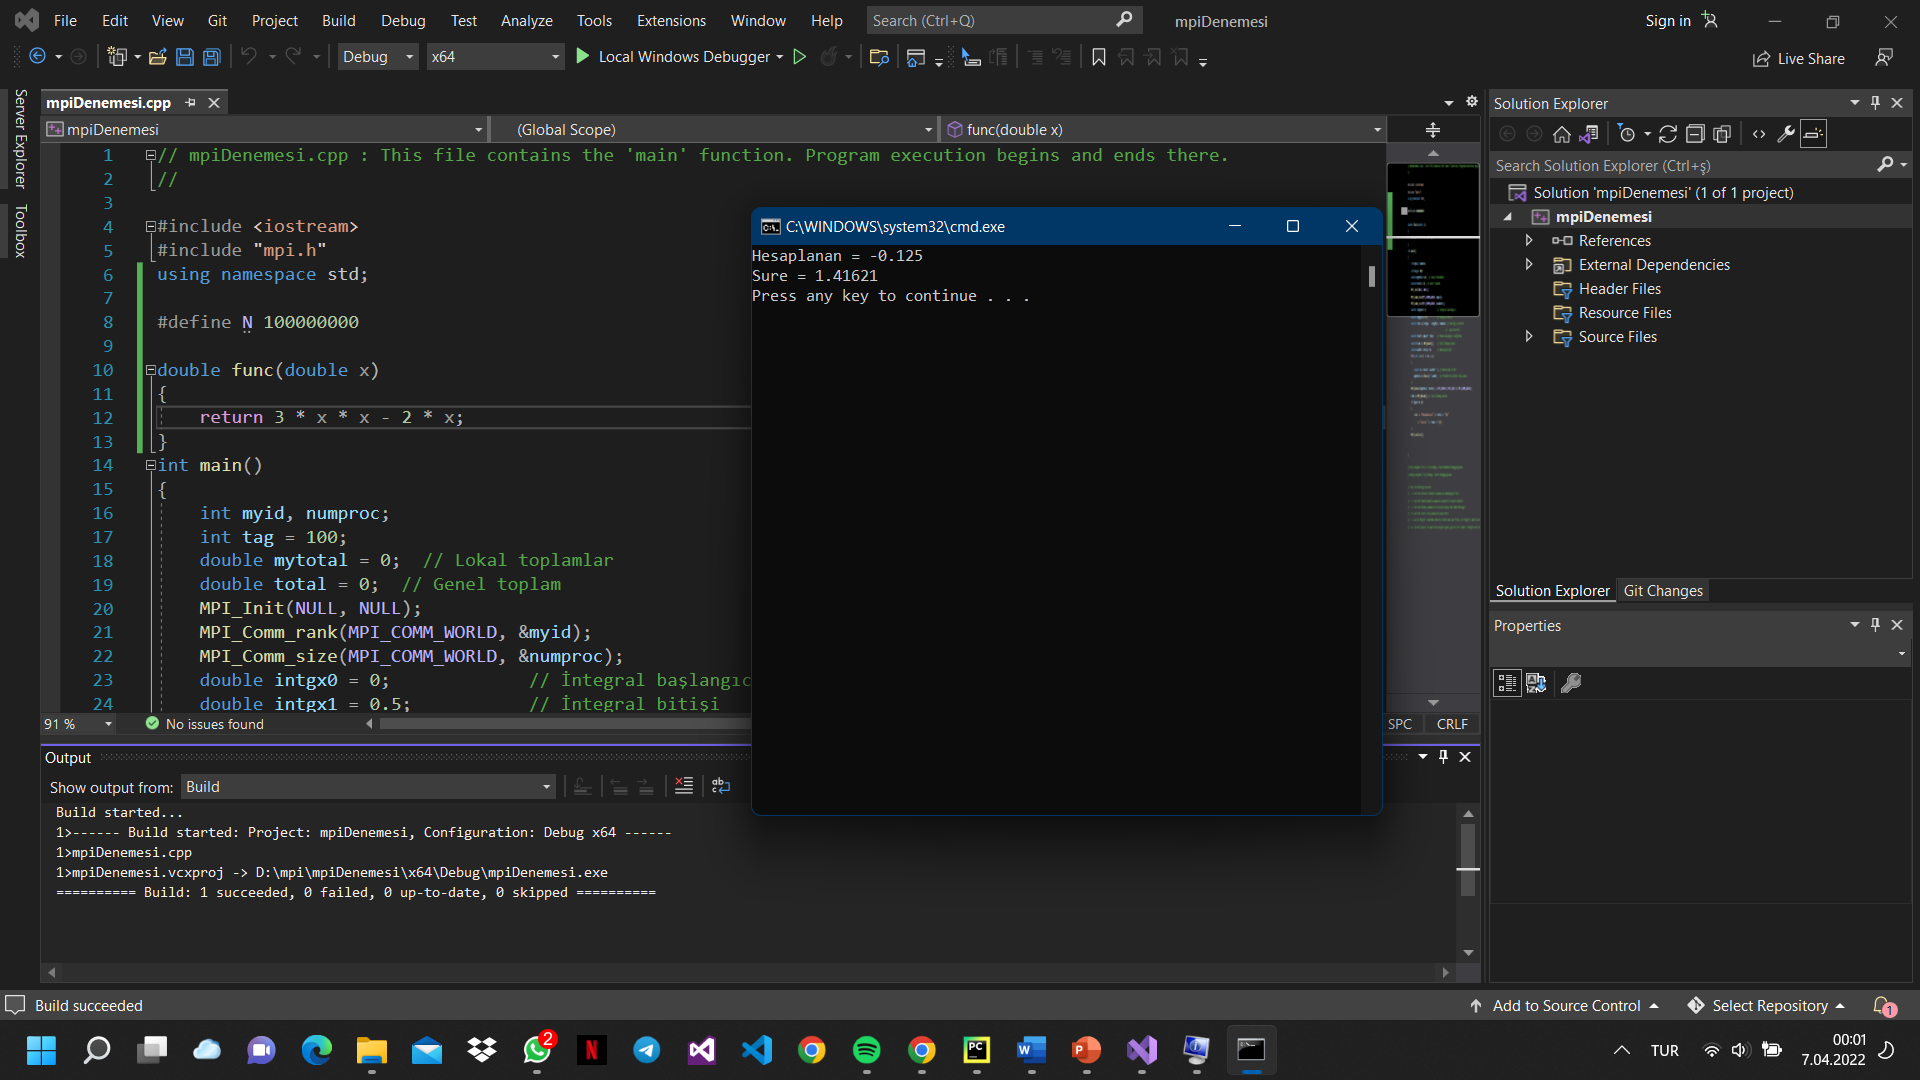 File Edit View Git Project Build Debug Test Analyze Tools Extensions Window Help Search (Ctrl+Q) mpiDenemesi Sign in
Debug x64 Local Windows Debugger Live Share
Server Explorer
Toolbox
mpiDenemesi.cpp
mpiDenemesi (Global Scope) func(double x)
1 // mpiDenemesi.cpp : This file contains the 'main' function. Program execution begins and ends there.
2 //
3
4 #include <iostream>
5 #include "mpi.h"
6 using namespace std;
7
8 #define N 100000000
9
10 double func(double x)
11 {
12 return 3 * x * x - 2 * x;
13 }
14 int main()
15 {
16 int myid, numproc;
17 int tag = 100;
18 double mytotal = 0; // Lokal toplamlar
19 double total = 0; // Genel toplam
20 MPI_Init(NULL, NULL);
21 MPI_Comm_rank(MPI_COMM_WORLD, &myid);
22 MPI_Comm_size(MPI_COMM_WORLD, &numproc);
23 double intgx0 = 0; // İntegral başlangıc
24 double intgx1 = 0.5; // İntegral bitişi
91 % No issues found SPC CRLF
C:\WINDOWS\system32\cmd.exe
Hesaplanan = -0.125
Sure = 1.41621
Press any key to continue . . .
Output
Show output from: Build
Build started...
1>------ Build started: Project: mpiDenemesi, Configuration: Debug x64 ------
1>mpiDenemesi.cpp
1>mpiDenemesi.vcxproj -> D:\mpi\mpiDenemesi\x64\Debug\mpiDenemesi.exe
========== Build: 1 succeeded, 0 failed, 0 up-to-date, 0 skipped ==========
Solution Explorer
Search Solution Explorer (Ctrl+ş)
Solution 'mpiDenemesi' (1 of 1 project)
mpiDenemesi
References
External Dependencies
Header Files
Resource Files
Source Files
Solution Explorer Git Changes
Properties
Build succeeded Add to Source Control Select Repository 1
2 TUR 00:01
7.04.2022